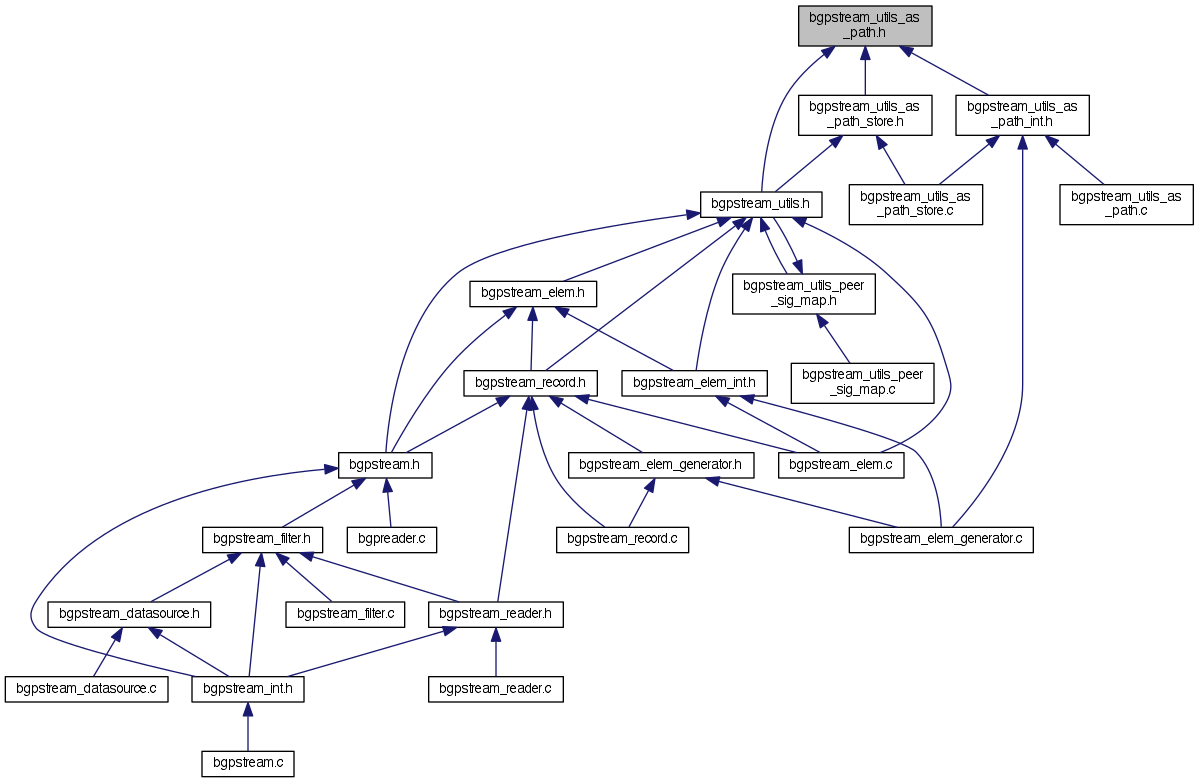 bgpstream_utils_as
_path.h
bgpstream_utils_as
_path_store.h
bgpstream_utils_as
_path_int.h
bgpstream_utils.h
bgpstream_utils_as
_path_store.c
bgpstream_utils_as
_path.c
bgpstream_elem.h
bgpstream_utils_peer
_sig_map.h
bgpstream_record.h
bgpstream_elem_int.h
bgpstream_utils_peer
_sig_map.c
bgpstream.h
bgpstream_elem_generator.h
bgpstream_elem.c
bgpstream_filter.h
bgpreader.c
bgpstream_record.c
bgpstream_elem_generator.c
bgpstream_datasource.h
bgpstream_filter.c
bgpstream_reader.h
bgpstream_datasource.c
bgpstream_int.h
bgpstream_reader.c
bgpstream.c